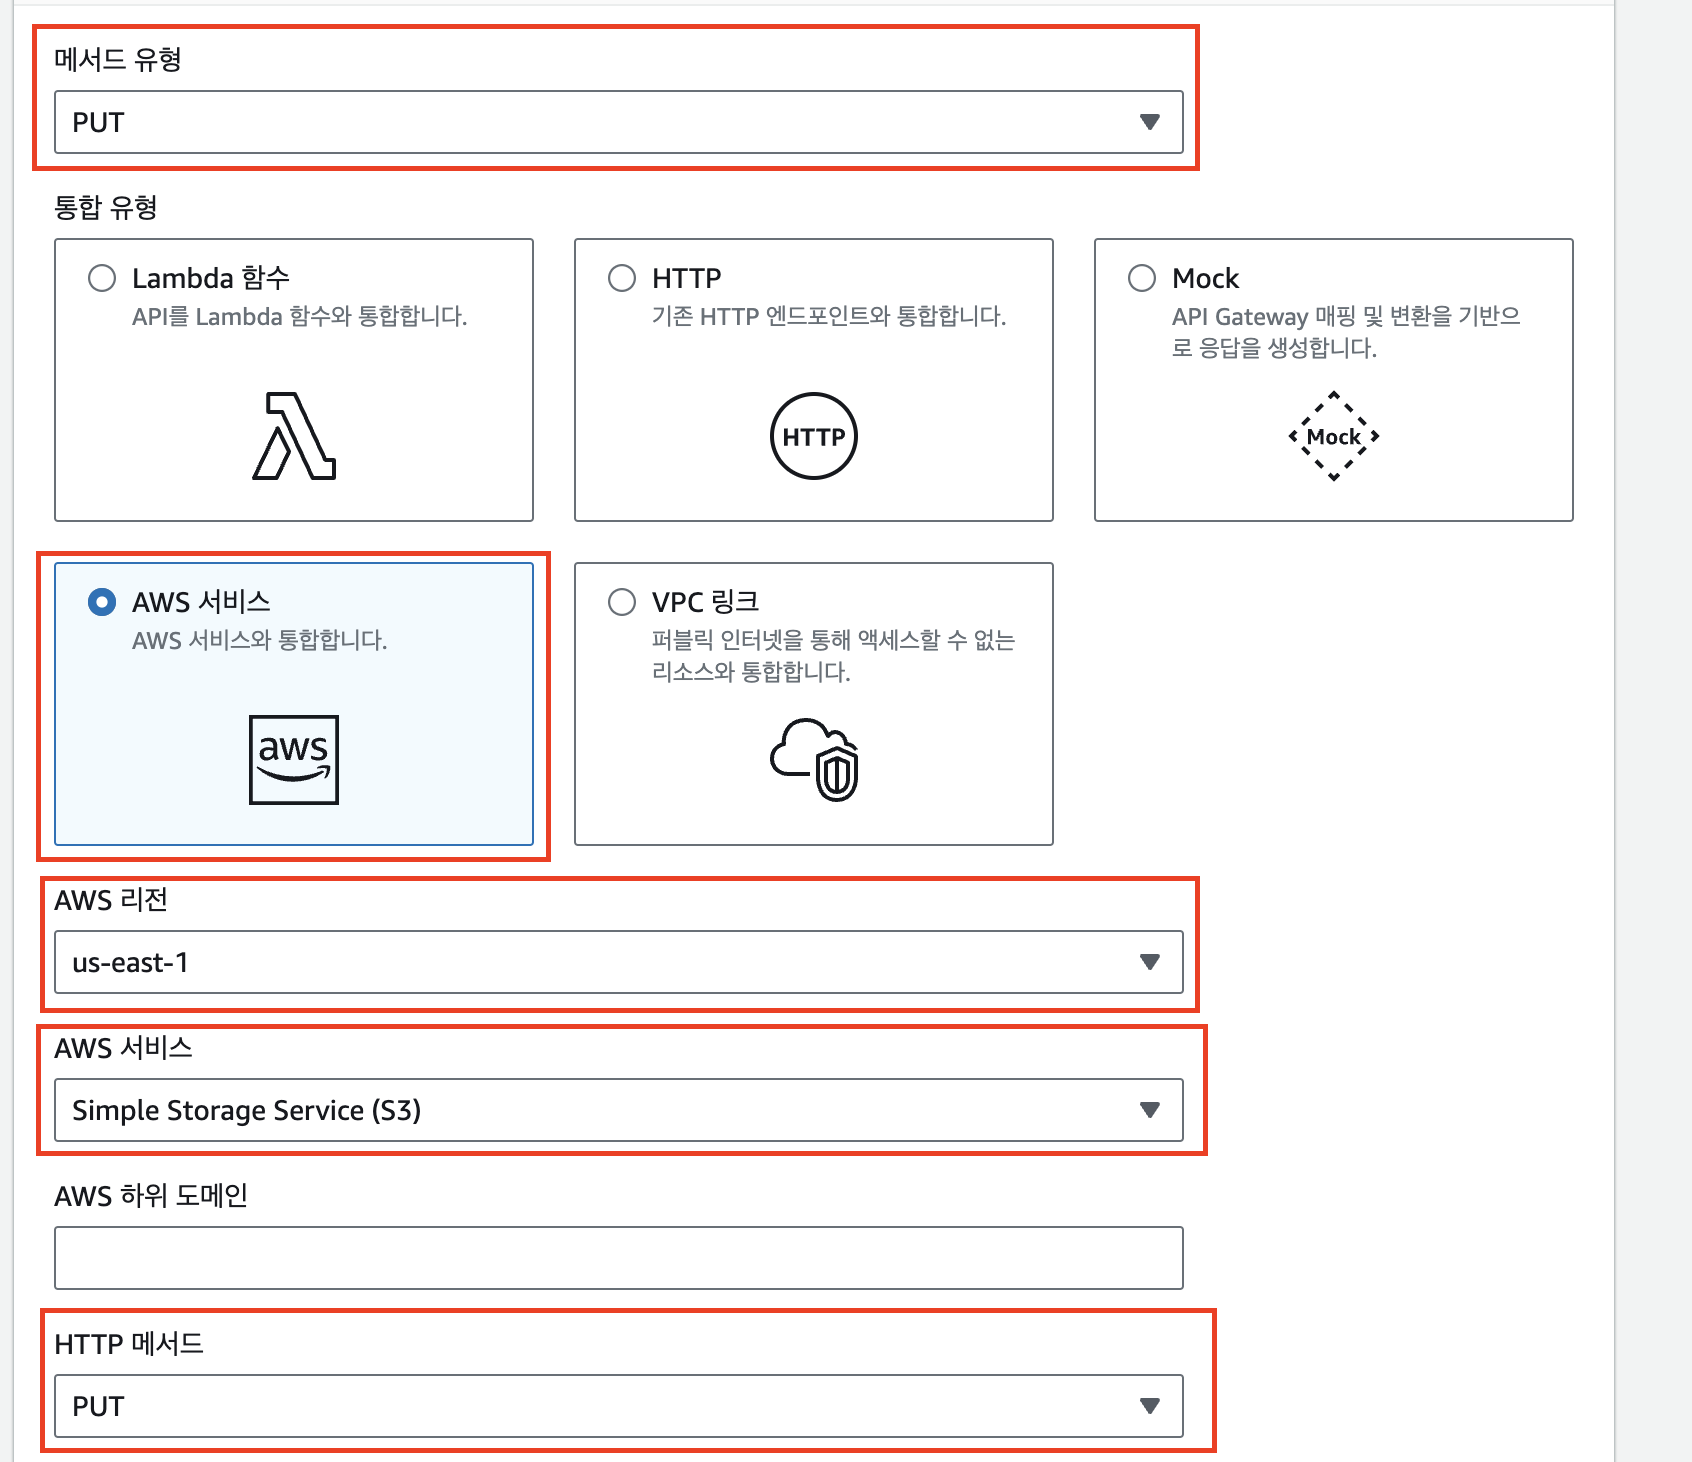 메서드 유형
PUT
통합 유형
Lambda 함수
API를 Lambda 함수와 통합합니다.
HTTP
기존 HTTP 엔드포인트와 통합합니다.
HTTP
Mock
API Gateway 매핑 및 변환을 기반으
로 응답을 생성합니다.
Mock
AWS 서비스
AWS 서비스와 통합합니다.
aws
VPC 링크
퍼블릭 인터넷을 통해 액세스할 수 없는
리소스와 통합합니다.
AWS 리전
us-east-1
AWS 서비스
Simple Storage Service (S3)
AWS 하위 도메인
HTTP 메서드
PUT